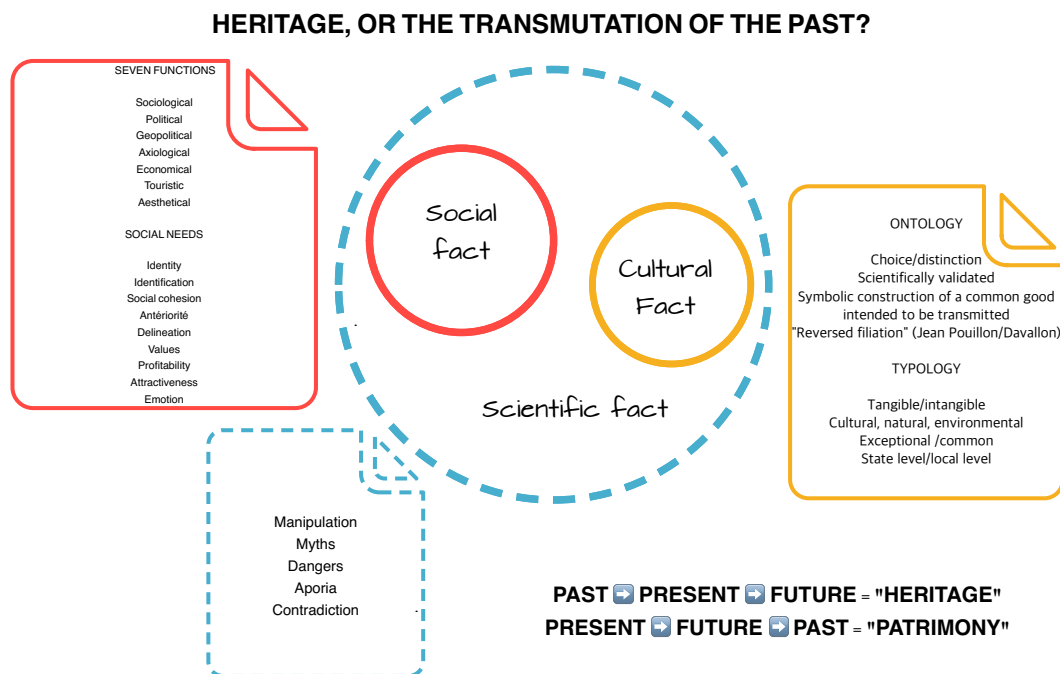 HERITAGE, OR THE TRANSMUTATION OF THE PAST?
SEVEN FUNCTIONS
Sociological
Political
Geopolitical
Axiological
Economical
Touristic
Aesthetical
SOCIAL NEEDS
Identity
Identification
Social cohesion
Antériorité
Delineation
Values
Profitability
Attractiveness
Emotion
Social
fact
Cultural
Fact
Scientific fact
ONTOLOGY
Choice/distinction
Scientifically validated
Symbolic construction of a common good
intended to be transmitted
"Reversed filiation" (Jean Pouillon/Davallon)
TYPOLOGY
Tangible/intangible
Cultural, natural, environmental
Exceptional /common
State level/local level
Manipulation
Myths
Dangers
Aporia
Contradiction
PAST ➡ PRESENT ➡ FUTURE = "HERITAGE"
PRESENT ➡ FUTURE ➡ PAST = "PATRIMONY"